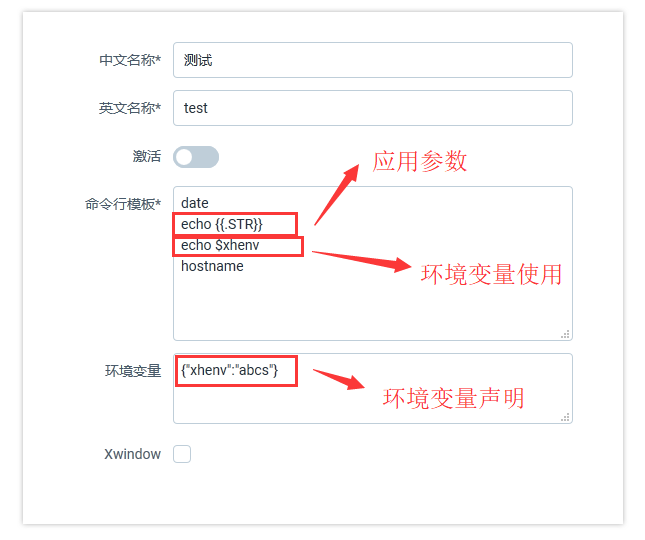 中文名称* 测试
英文名称* test
激活
应用参数
命令行模板* date
echo {{.STR}}
echo $xhenv
hostname
环境变量使用
环境变量 {"xhenv":"abcs"}
环境变量声明
Xwindow